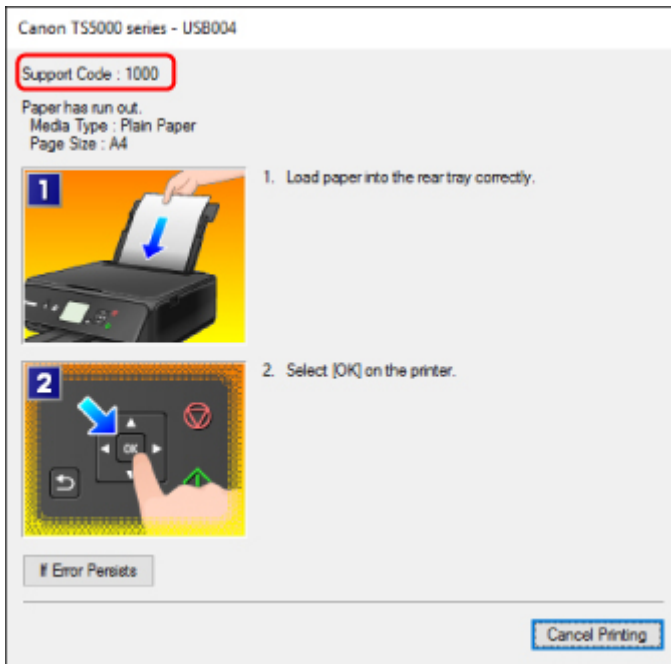 Canon TS5000 series - USB004
Support Code : 1000
Paper has run out.
Media Type : Plain Paper
Page Size : A4
1
1. Load paper into the rear tray correctly.
2
2. Select [OK] on the printer.
OK
If Error Persists
Cancel Printing